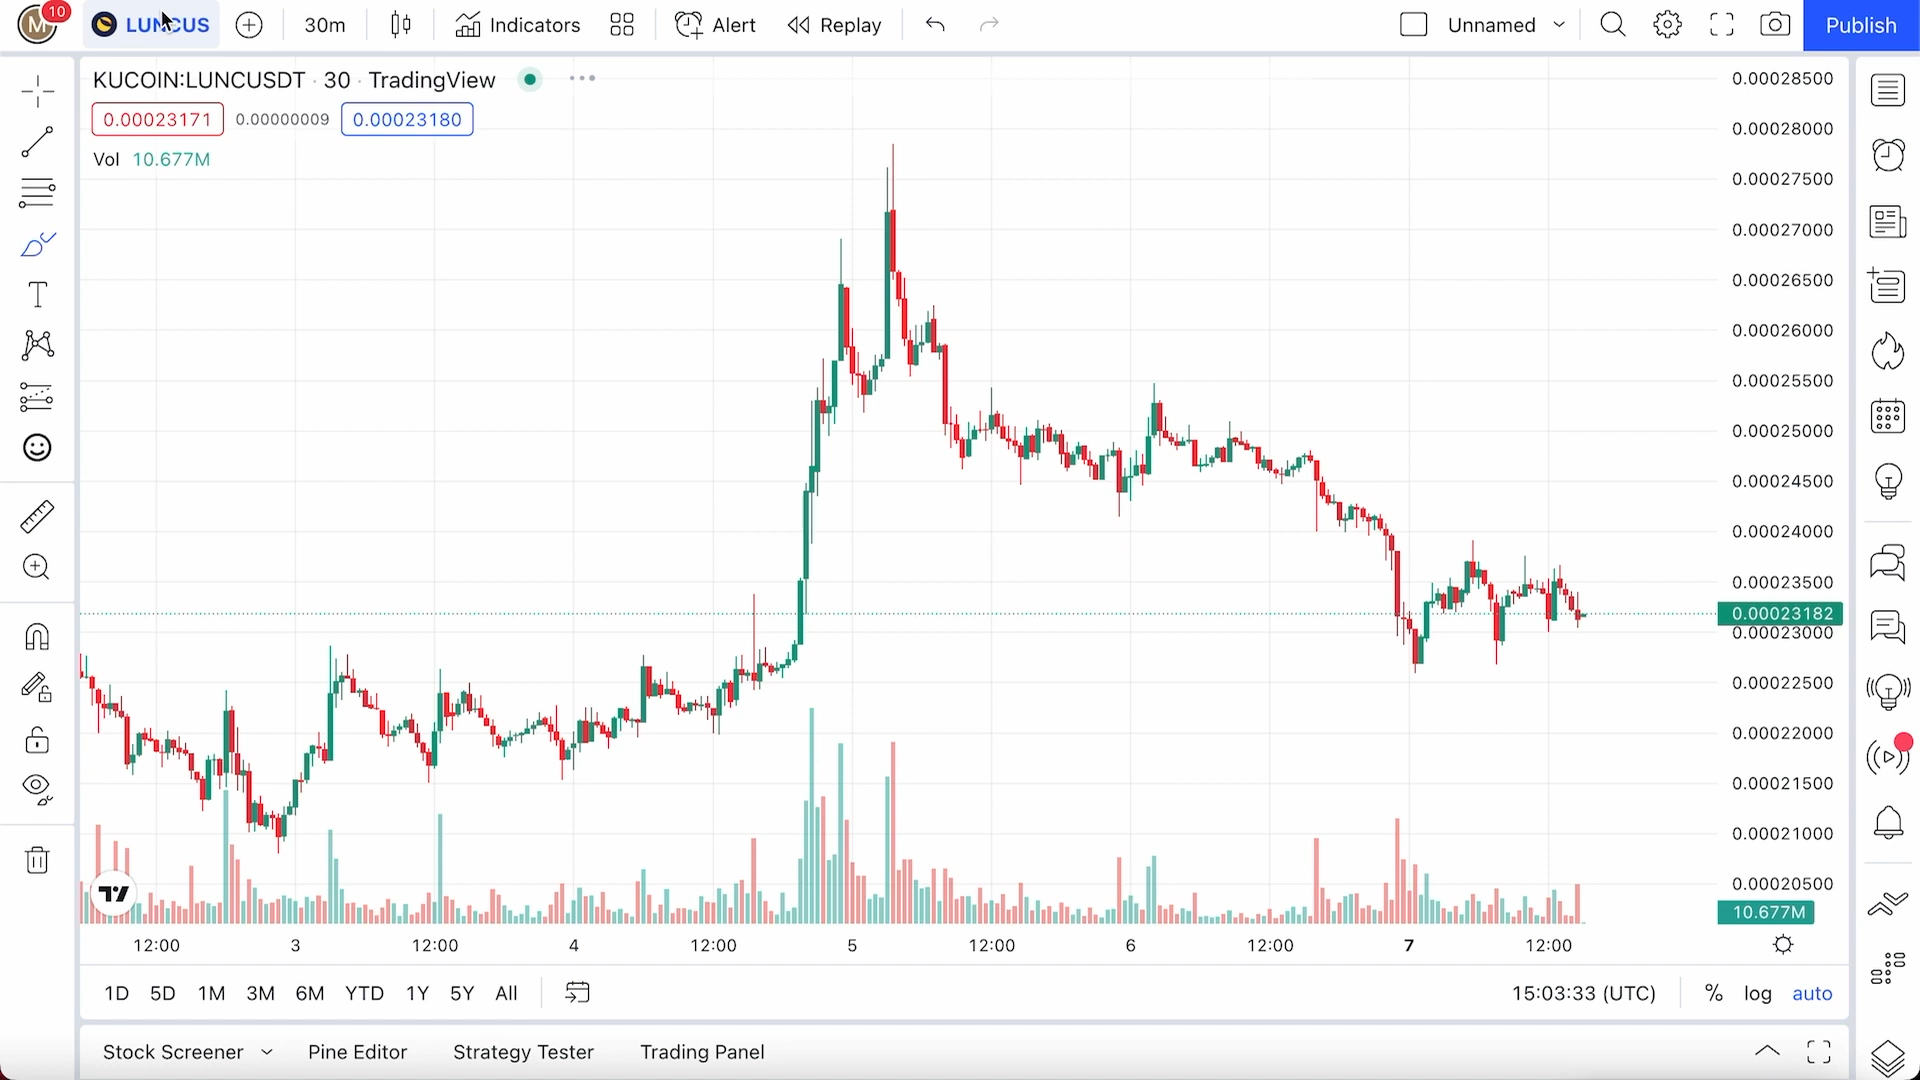 M 10 LUNCUS 30m Indicators Alert Replay Unnamed Publish
KUCOIN:LUNCUSDT · 30 · TradingView
0.00023171 0.00000009 0.00023180
Vol 10.677M
0.00028500
0.00028000
0.00027500
0.00027000
0.00026500
0.00026000
0.00025500
0.00025000
0.00024500
0.00024000
0.00023500
0.00023182
0.00023000
0.00022500
0.00022000
0.00021500
0.00021000
0.00020500
10.677M
12:00 3 12:00 4 12:00 5 12:00 6 12:00 7 12:00
1D 5D 1M 3M 6M YTD 1Y 5Y All 15:03:33 (UTC) % log auto
Stock Screener Pine Editor Strategy Tester Trading Panel